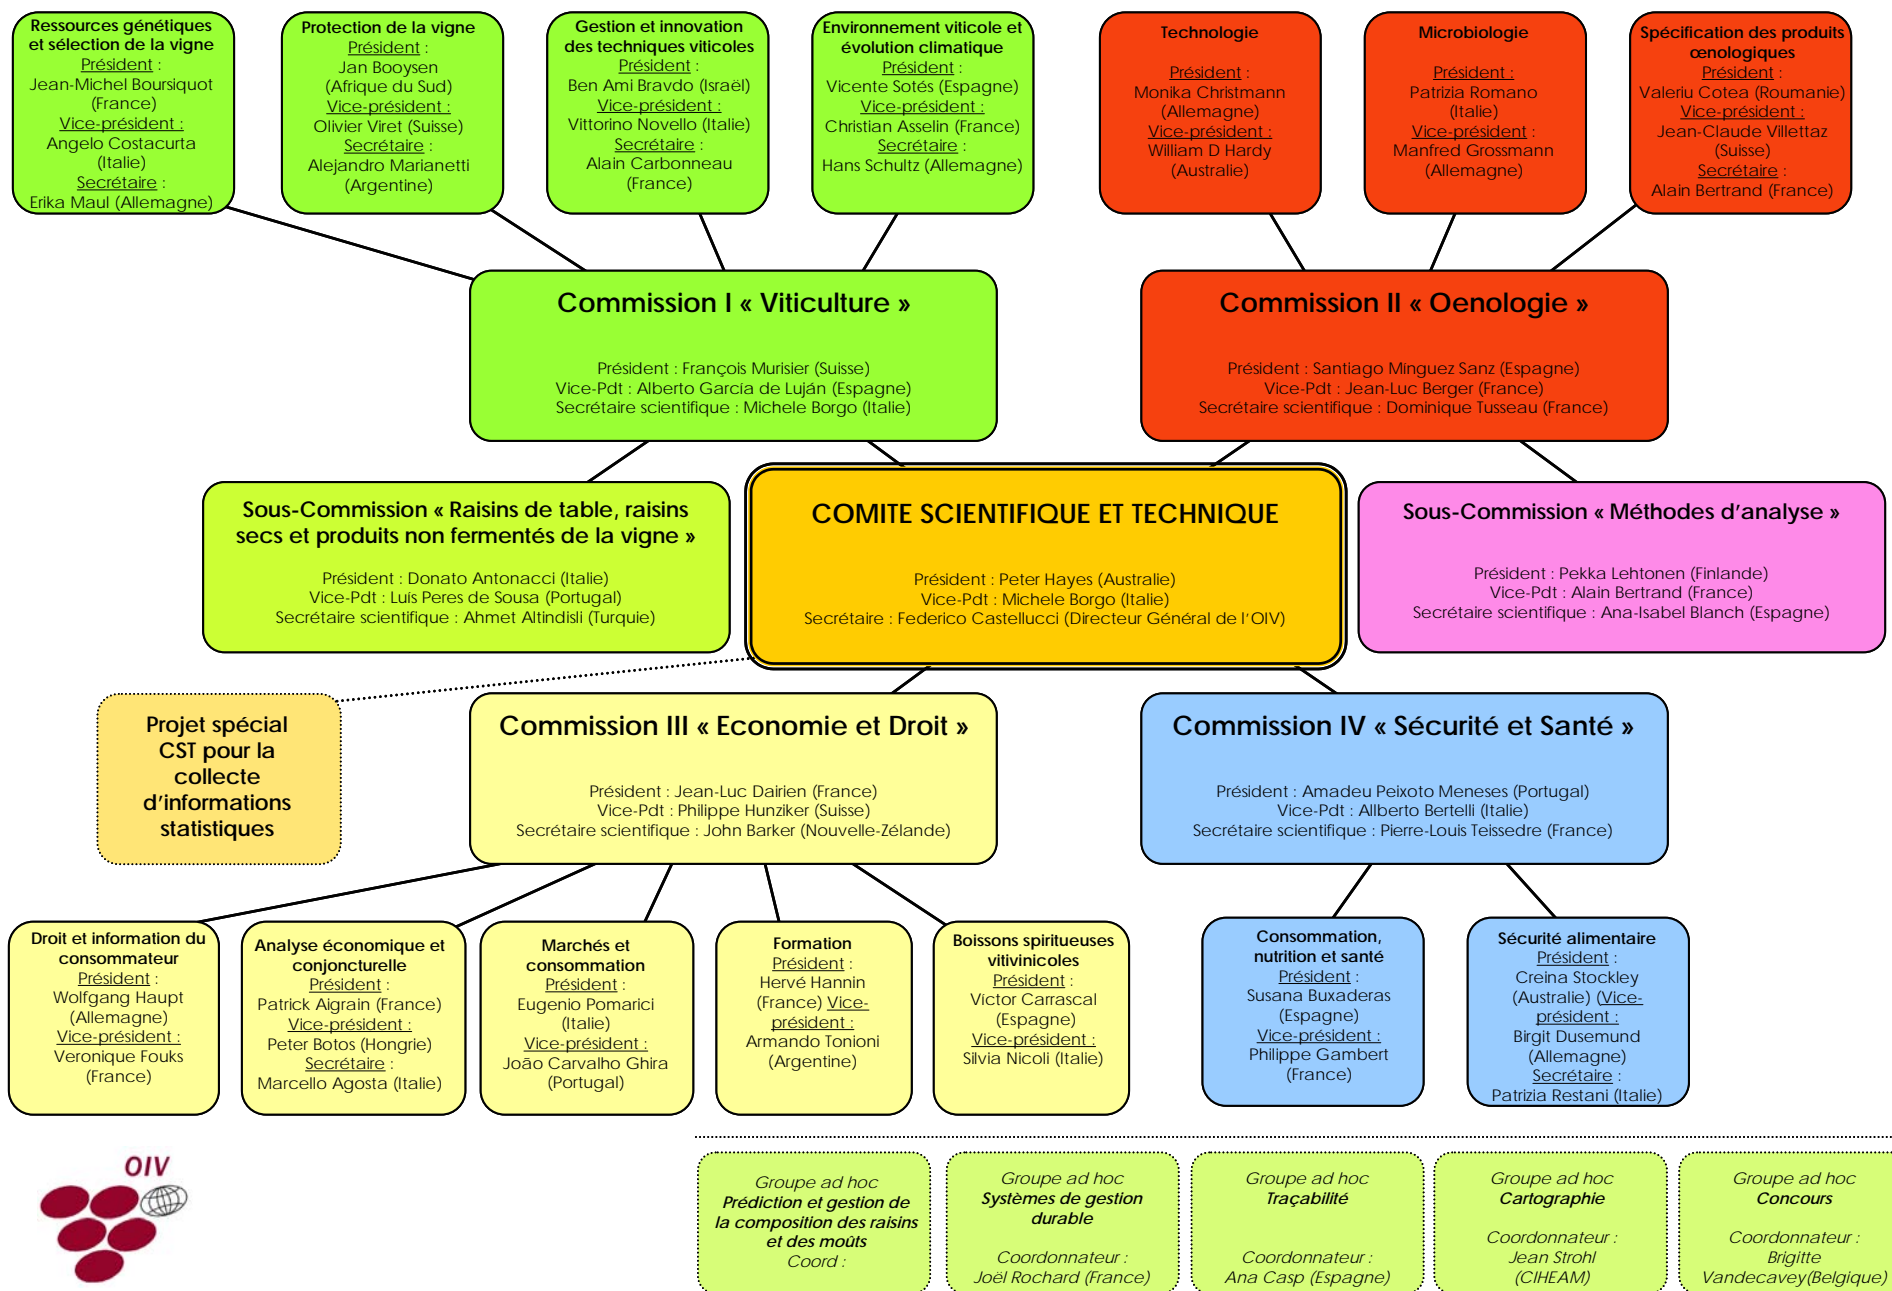 Ressources génétiques
et sélection de la vigne
Président :
Jean-Michel Boursiquot
(France)
Vice-président :
Angelo Costacurta
(Italie)
Secrétaire :
Erika Maul (Allemagne)
Protection de la vigne
Président :
Jan Booysen
(Afrique du Sud)
Vice-président :
Olivier Viret (Suisse)
Secrétaire :
Alejandro Marianetti
(Argentine)
Gestion et innovation
des techniques viticoles
Président :
Ben Ami Bravdo (Israël)
Vice-président :
Vittorino Novello (Italie)
Secrétaire :
Alain Carbonneau
(France)
Environnement viticole et
évolution climatique
Président :
Vicente Sotés (Espagne)
Vice-président :
Christian Asselin (France)
Secrétaire :
Hans Schultz (Allemagne)
Technologie
Président :
Monika Christmann
(Allemagne)
Vice-président :
William D Hardy
(Australie)
Microbiologie
Président :
Patrizia Romano
(Italie)
Vice-président :
Manfred Grossmann
(Allemagne)
Spécification des produits
œnologiques
Président :
Valeriu Cotea (Roumanie)
Vice-président :
Jean-Claude Villettaz
(Suisse)
Secrétaire :
Alain Bertrand (France)
Commission I « Viticulture »
Président : François Murisier (Suisse)
Vice-Pdt : Alberto García de Luján (Espagne)
Secrétaire scientifique : Michele Borgo (Italie)
Commission II « Oenologie »
Président : Santiago Mínguez Sanz (Espagne)
Vice-Pdt : Jean-Luc Berger (France)
Secrétaire scientifique : Dominique Tusseau (France)
Sous-Commission « Raisins de table, raisins
secs et produits non fermentés de la vigne »
Président : Donato Antonacci (Italie)
Vice-Pdt : Luís Peres de Sousa (Portugal)
Secrétaire scientifique : Ahmet Altindisli (Turquie)
COMITE SCIENTIFIQUE ET TECHNIQUE
Président : Peter Hayes (Australie)
Vice-Pdt : Michele Borgo (Italie)
Secrétaire : Federico Castellucci (Directeur Général de l'OIV)
Sous-Commission « Méthodes d'analyse »
Président : Pekka Lehtonen (Finlande)
Vice-Pdt : Alain Bertrand (France)
Secrétaire scientifique : Ana-Isabel Blanch (Espagne)
Projet spécial
CST pour la
collecte
d'informations
statistiques
Commission III « Economie et Droit »
Président : Jean-Luc Dairien (France)
Vice-Pdt : Philippe Hunziker (Suisse)
Secrétaire scientifique : John Barker (Nouvelle-Zélande)
Commission IV « Sécurité et Santé »
Président : Amadeu Peixoto Meneses (Portugal)
Vice-Pdt : Allberto Bertelli (Italie)
Secrétaire scientifique : Pierre-Louis Teissedre (France)
Droit et information du
consommateur
Président :
Wolfgang Haupt
(Allemagne)
Vice-président :
Veronique Fouks
(France)
Analyse économique et
conjoncturelle
Président :
Patrick Aigrain (France)
Vice-président :
Peter Botos (Hongrie)
Secrétaire :
Marcello Agosta (Italie)
Marchés et
consommation
Président :
Eugenio Pomarici
(Italie)
Vice-président :
João Carvalho Ghira
(Portugal)
Formation
Président :
Hervé Hannin
(France) Vice-
président :
Armando Tonioni
(Argentine)
Boissons spiritueuses
vitivinicoles
Président :
Victor Carrascal
(Espagne)
Vice-président :
Silvia Nicoli (Italie)
Consommation,
nutrition et santé
Président :
Susana Buxaderas
(Espagne)
Vice-président :
Philippe Gambert
(France)
Sécurité alimentaire
Président :
Creina Stockley
(Australie) (Vice-
président :
Birgit Dusemund
(Allemagne)
Secrétaire :
Patrizia Restani (Italie)
OIV
Groupe ad hoc
Prédiction et gestion de
la composition des raisins
et des moûts
Coord :
Groupe ad hoc
Systèmes de gestion
durable
Coordonnateur :
Joël Rochard (France)
Groupe ad hoc
Traçabilité
Coordonnateur :
Ana Casp (Espagne)
Groupe ad hoc
Cartographie
Coordonnateur :
Jean Strohl
(CIHEAM)
Groupe ad hoc
Concours
Coordonnateur :
Brigitte
Vandecavey(Belgique)